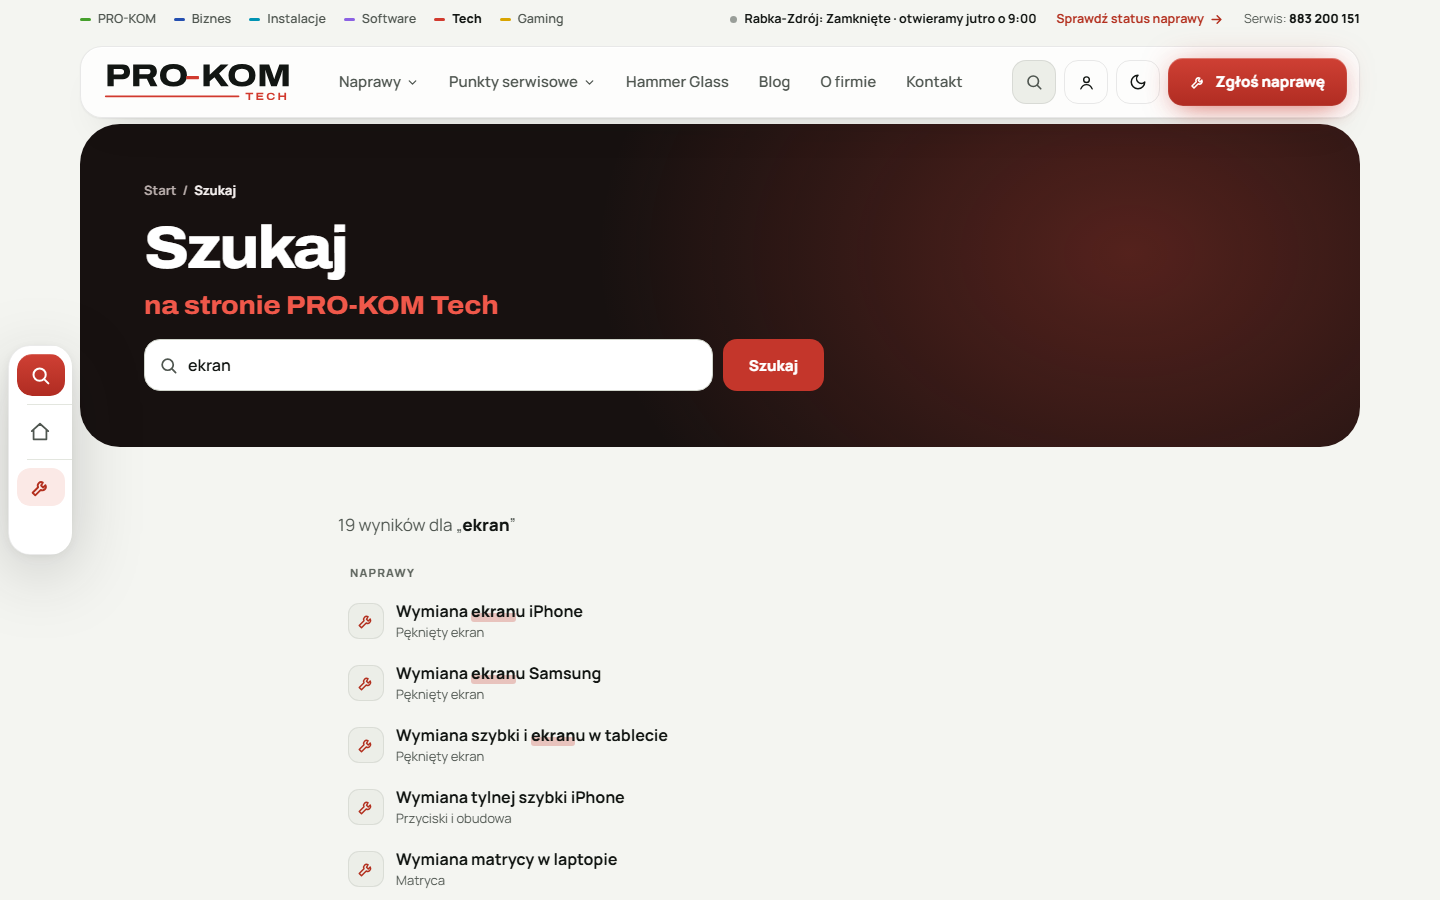 PRO-KOM Biznes Instalacje Software Tech Gaming Rabka-Zdrój: Zamknięte · otwieramy jutro o 9:00 Sprawdź status naprawy → Serwis: 883 200 151
PRO-KOM TECH Naprawy Punkty serwisowe Hammer Glass Blog O firmie Kontakt Zgłoś naprawę
Start / Szukaj
Szukaj
na stronie PRO-KOM Tech
ekran Szukaj
19 wyników dla „ekran”
NAPRAWY
Wymiana ekranu iPhone
Pęknięty ekran
Wymiana ekranu Samsung
Pęknięty ekran
Wymiana szybki i ekranu w tablecie
Pęknięty ekran
Wymiana tylnej szybki iPhone
Przyciski i obudowa
Wymiana matrycy w laptopie
Matryca